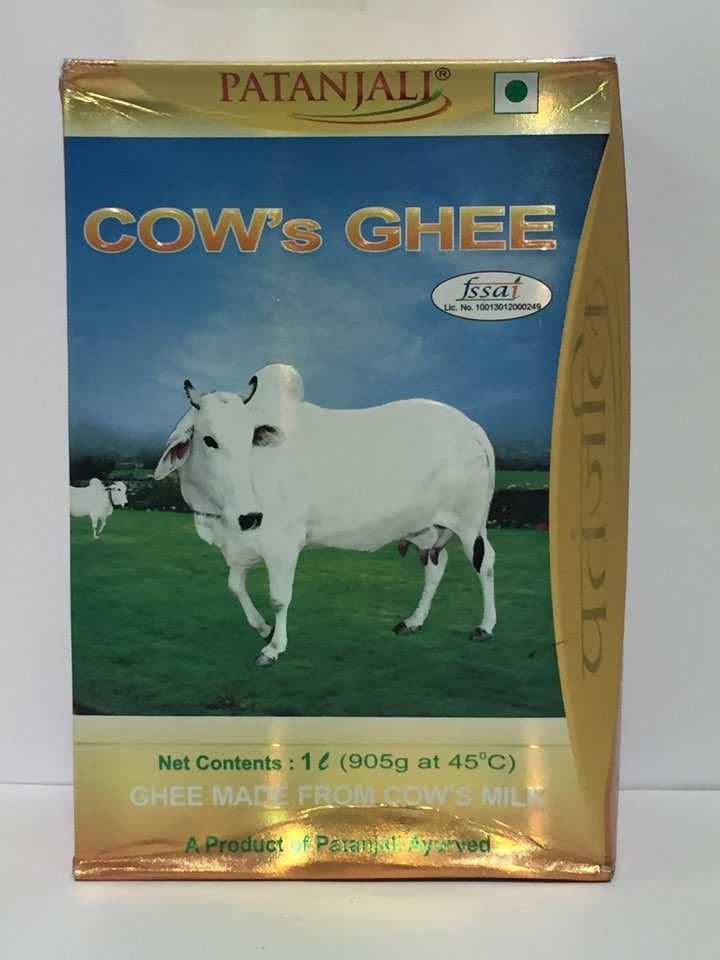 PATANJALI®
COW's GHEE
fssai
Lic. No. 10013012000249
पतंजलि
Net Contents : 1 ℓ (905g at 45°C)
GHEE MADE FROM COW'S MILK
A Product of Patanjali Ayurved